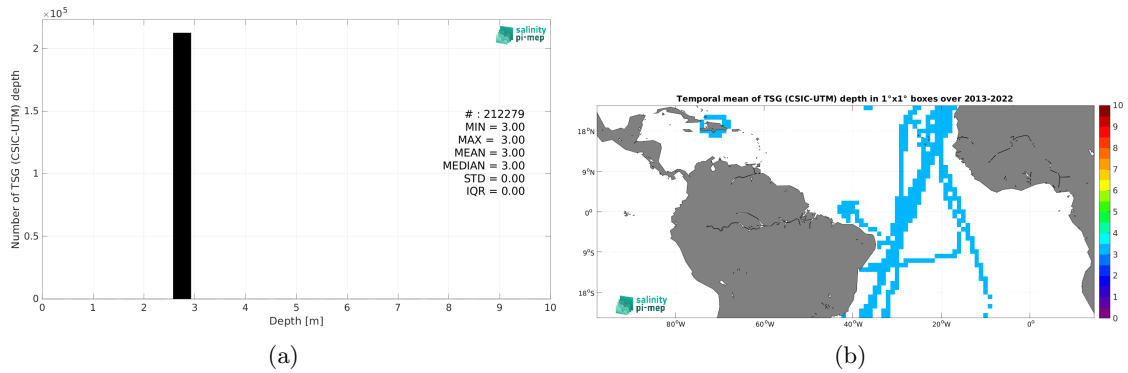 ×10⁵
2
1.5
1
0.5
0
Number of TSG (CSIC-UTM) depth
0 1 2 3 4 5 6 7 8 9 10
Depth [m]
salinity
pi-mep
# : 212279
MIN = 3.00
MAX = 3.00
MEAN = 3.00
MEDIAN = 3.00
STD = 0.00
IQR = 0.00
(a)
Temporal mean of TSG (CSIC-UTM) depth in 1°x1° boxes over 2013-2022
18°N
9°N
0°
9°S
18°S
80°W 60°W 40°W 20°W 0°
salinity
pi-mep
10
9
8
7
6
5
4
3
2
1
0
(b)